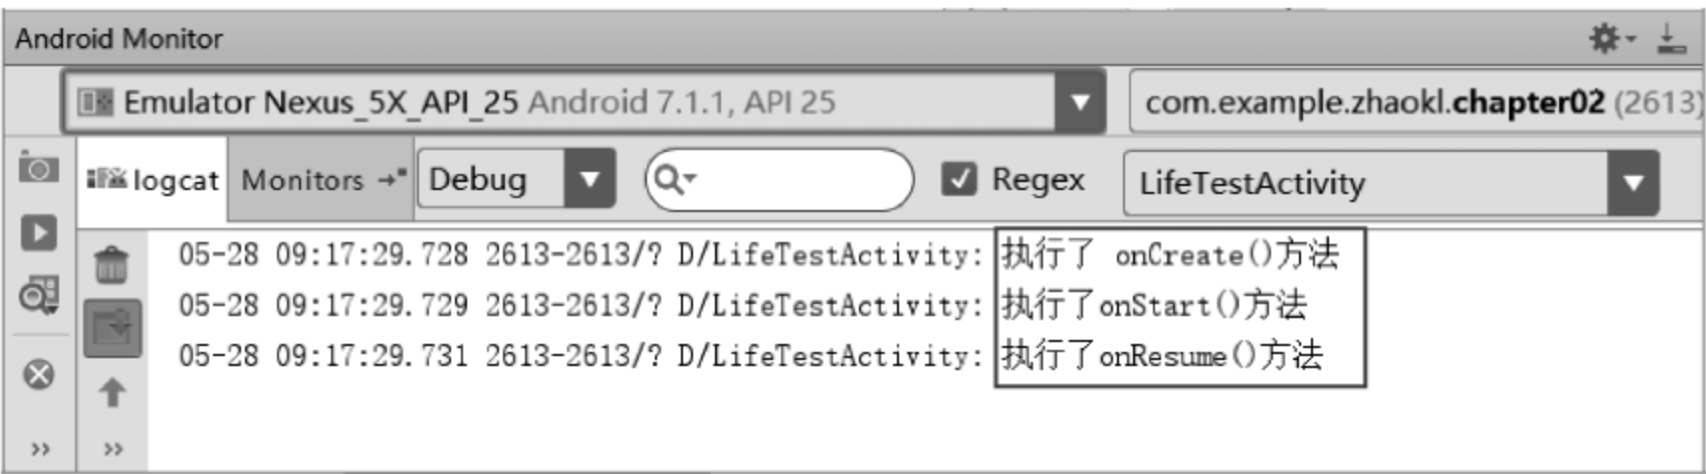 Android Monitor
Emulator Nexus_5X_API_25 Android 7.1.1, API 25
com.example.zhaokl.chapter02 (2613)
logcat
Monitors
Debug
Regex
LifeTestActivity
05-28 09:17:29.728 2613-2613/? D/LifeTestActivity: 执行了 onCreate()方法
05-28 09:17:29.729 2613-2613/? D/LifeTestActivity: 执行了onStart()方法
05-28 09:17:29.731 2613-2613/? D/LifeTestActivity: 执行了onResume()方法